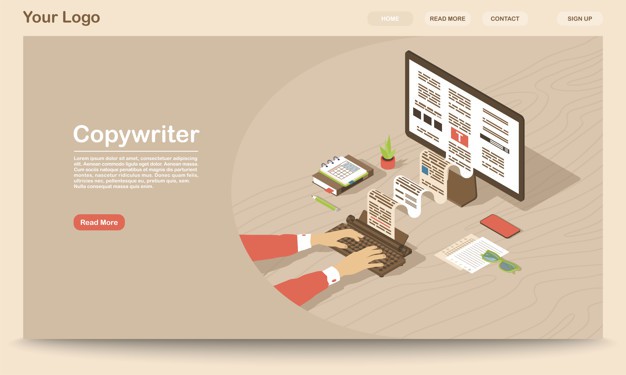 Your Logo
HOME
READ MORE
CONTACT
SIGN UP
Copywriter
Lorem ipsum dolor sit amet, consectetuer adipiscing
elit. Aenean commodo ligula eget dolor. Aenean massa.
Cum sociis natoque penatibus et magnis dis parturient
montes, nascetur ridiculus mus. Donec quam felis,
ultricies nec, pellentesque eu, pretium quis, sem.
Nulla consequat massa quis enim.
Read More
T